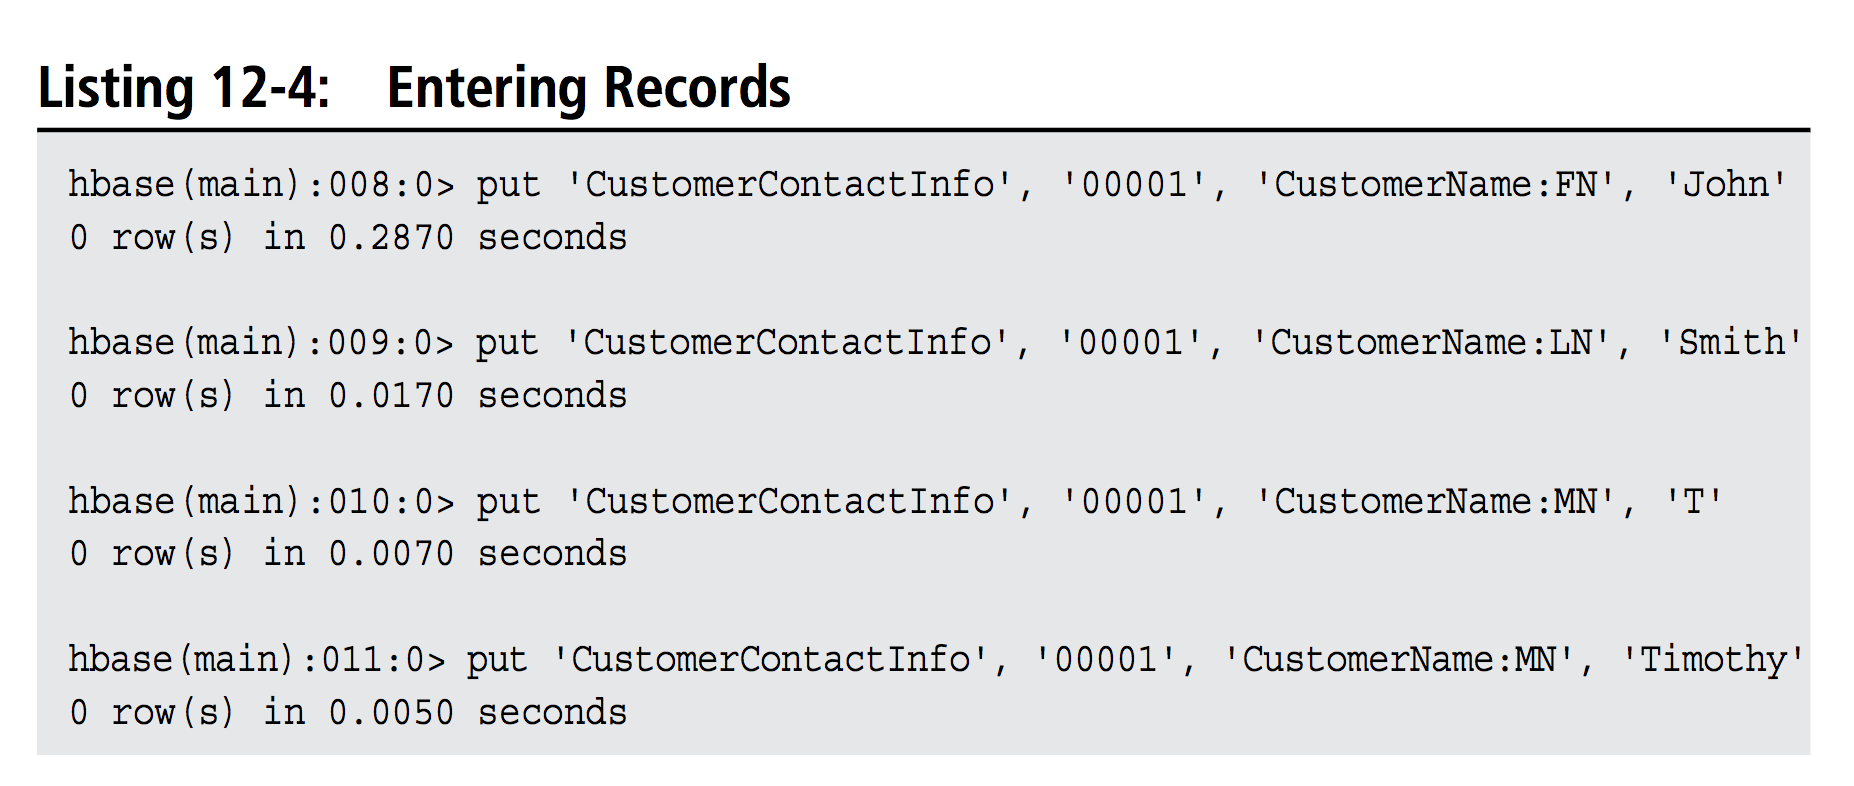 Listing 12-4: Entering Records
hbase(main):008:0> put 'CustomerContactInfo', '00001', 'CustomerName:FN', 'John'
0 row(s) in 0.2870 seconds
hbase(main):009:0> put 'CustomerContactInfo', '00001', 'CustomerName:LN', 'Smith'
0 row(s) in 0.0170 seconds
hbase(main):010:0> put 'CustomerContactInfo', '00001', 'CustomerName:MN', 'T'
0 row(s) in 0.0070 seconds
hbase(main):011:0> put 'CustomerContactInfo', '00001', 'CustomerName:MN', 'Timothy'
0 row(s) in 0.0050 seconds